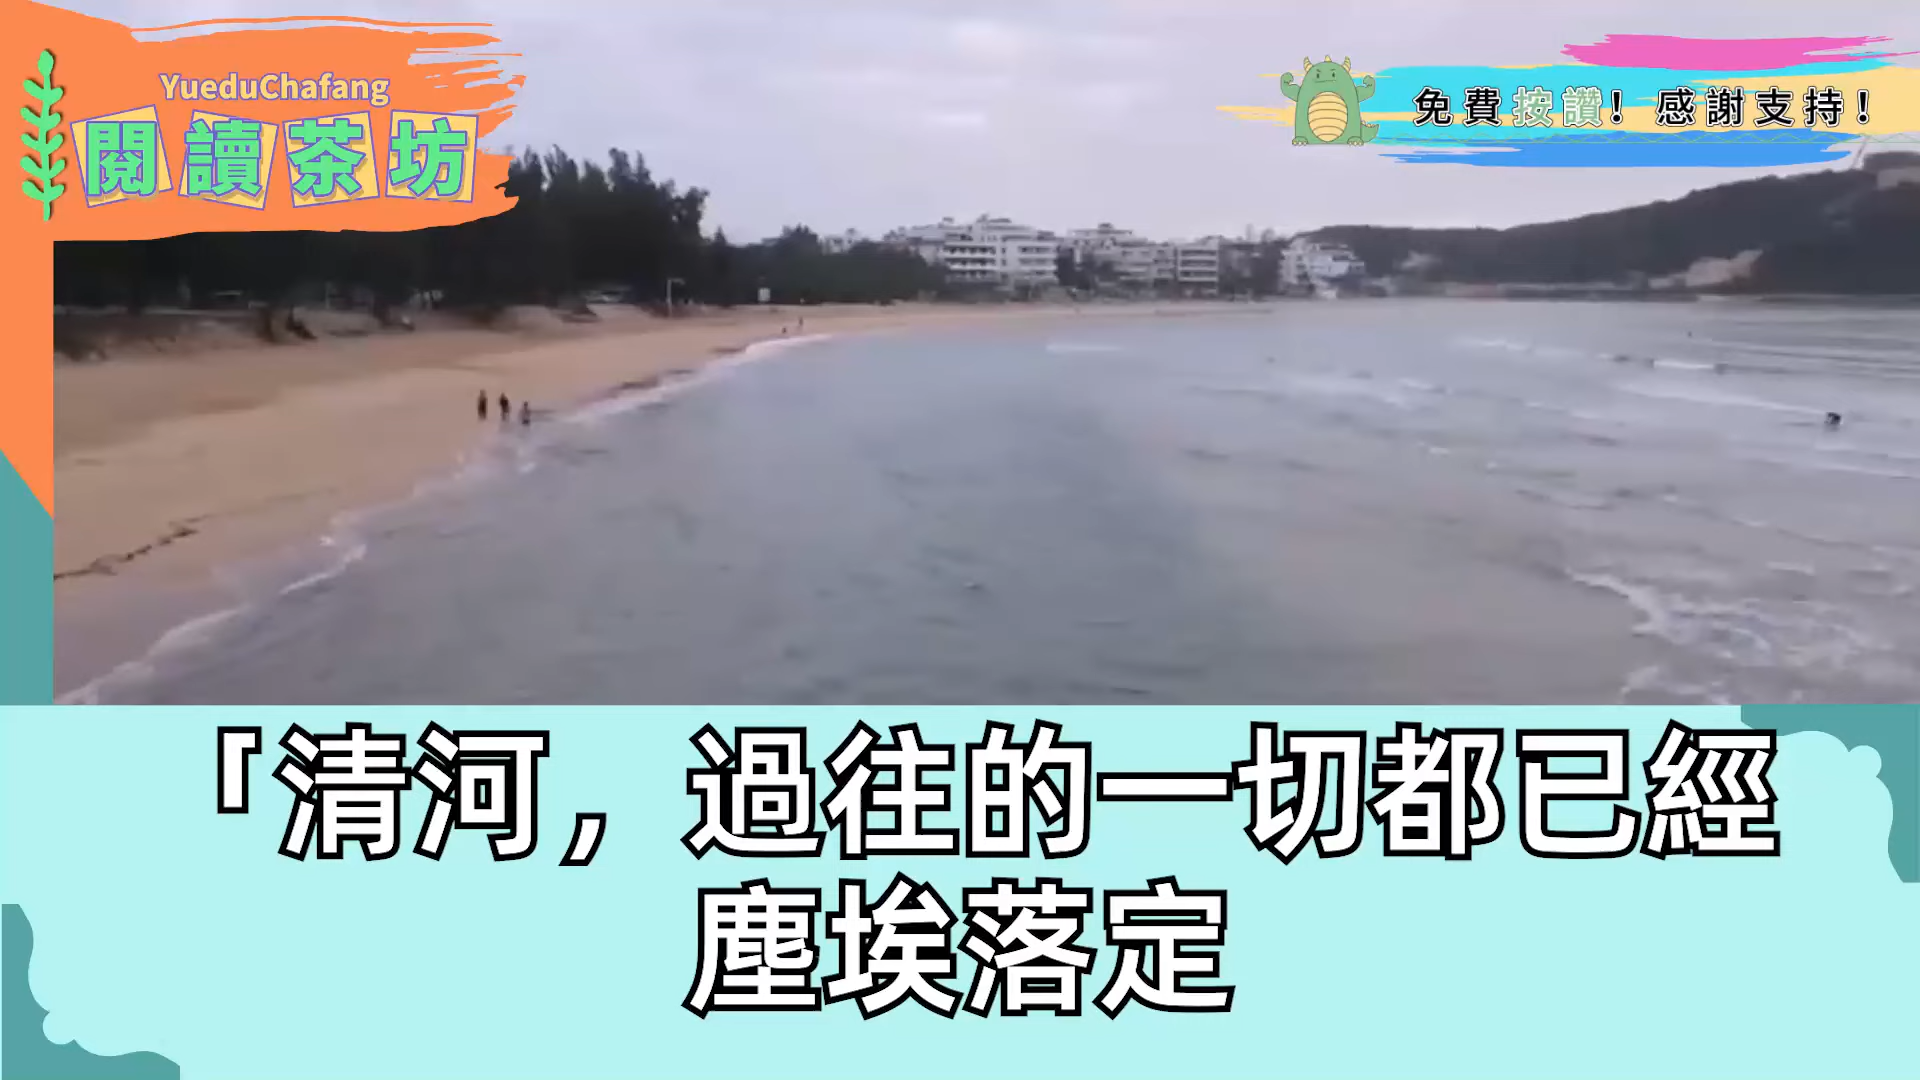 YueduChafang
閱讀茶坊
免費按讚！感謝支持！
「清河，過往的一切都已經
塵埃落定